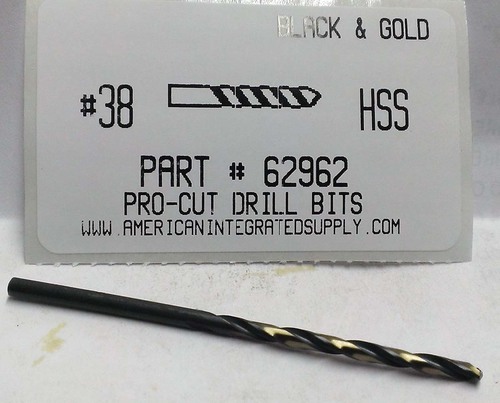 BLACK & GOLD
#38 HSS
PART # 62962
PRO-CUT DRILL BITS
WWW.AMERICANINTEGRATEDSUPPLY.COM